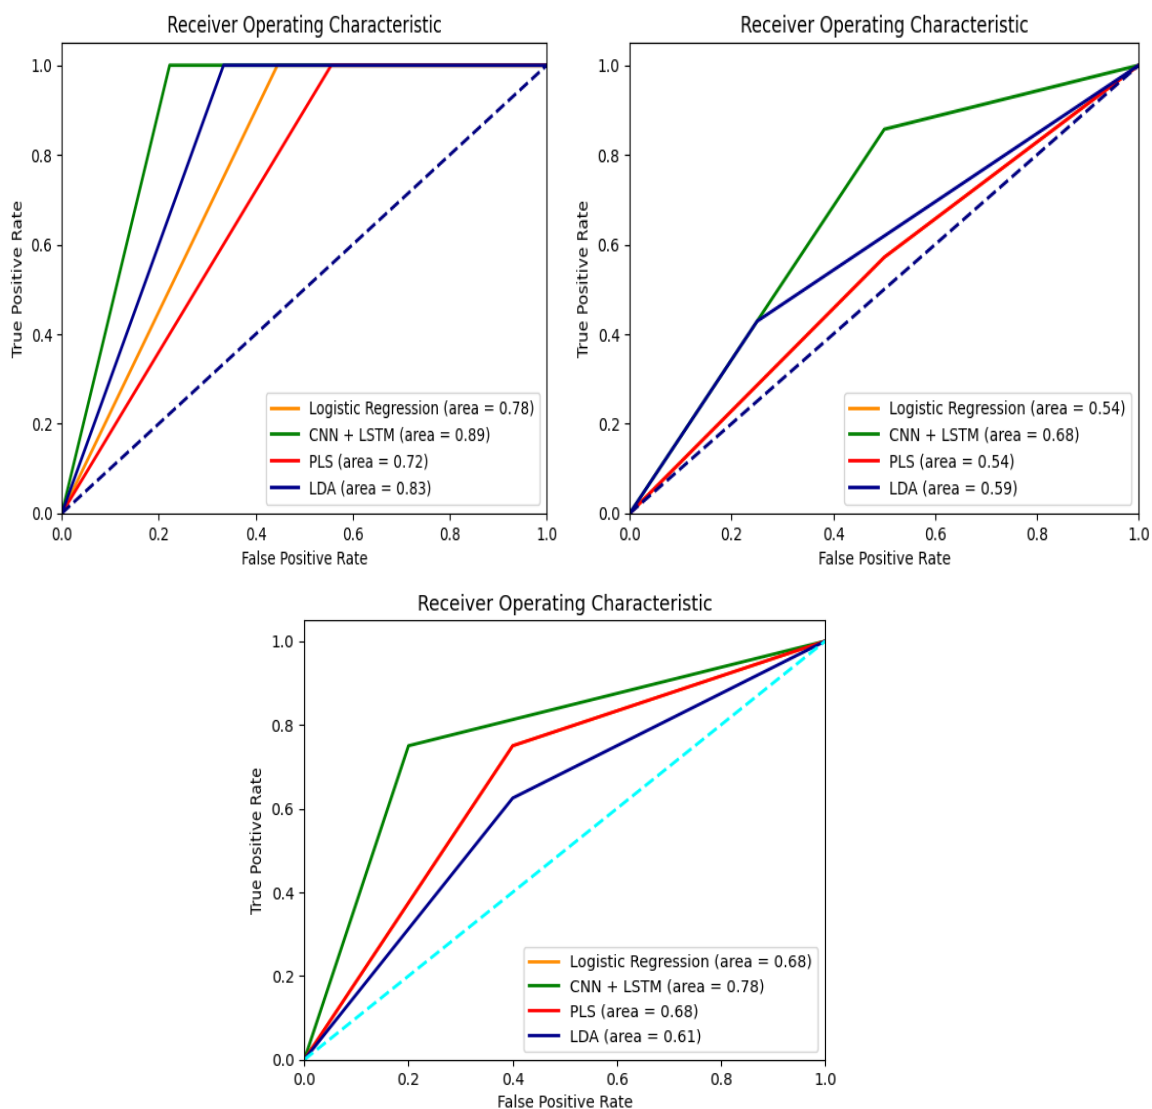 Receiver Operating Characteristic
1.0
0.8
0.6
0.4
0.2
0.0
True Positive Rate
Logistic Regression (area = 0.78)
CNN + LSTM (area = 0.89)
PLS (area = 0.72)
LDA (area = 0.83)
0.0 0.2 0.4 0.6 0.8 1.0
False Positive Rate
Receiver Operating Characteristic
1.0
0.8
0.6
0.4
0.2
0.0
True Positive Rate
Logistic Regression (area = 0.54)
CNN + LSTM (area = 0.68)
PLS (area = 0.54)
LDA (area = 0.59)
0.0 0.2 0.4 0.6 0.8 1.0
False Positive Rate
Receiver Operating Characteristic
1.0
0.8
0.6
0.4
0.2
0.0
True Positive Rate
Logistic Regression (area = 0.68)
CNN + LSTM (area = 0.78)
PLS (area = 0.68)
LDA (area = 0.61)
0.0 0.2 0.4 0.6 0.8 1.0
False Positive Rate